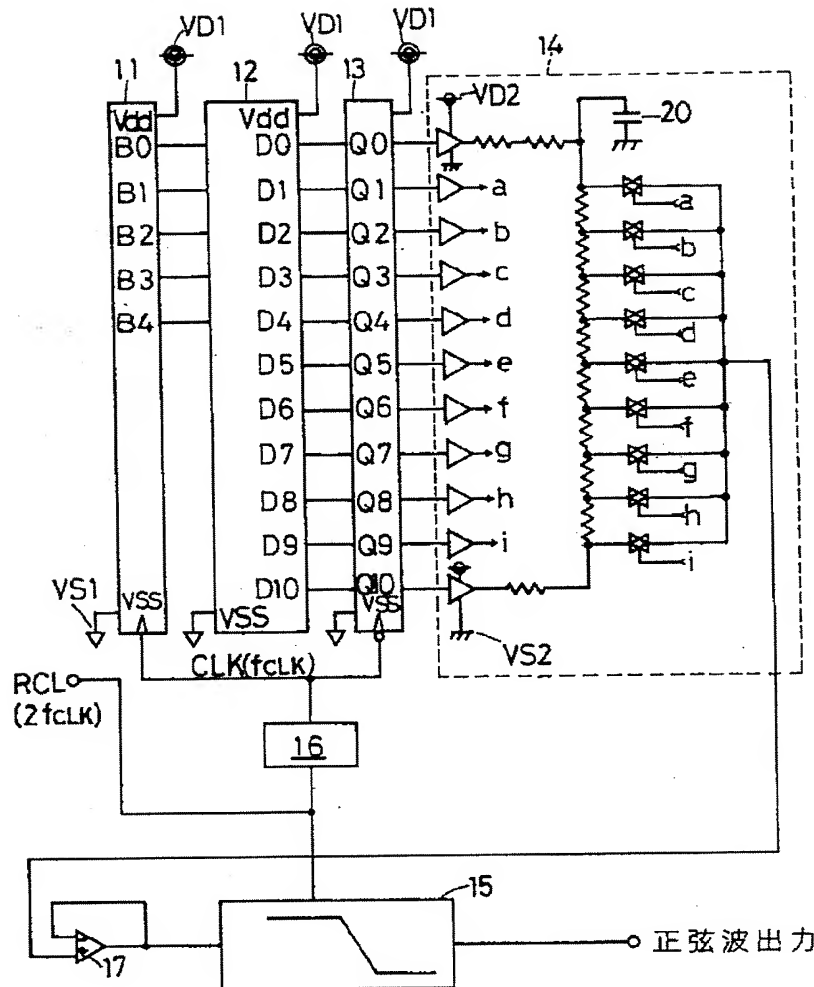 VD1 VD1 VD1
11 12 13 14
Vdd Vdd VD2 20
B0 D0 Q0
B1 D1 Q1 a a
B2 D2 Q2 b b
B3 D3 Q3 c c
B4 D4 Q4 d d
D5 Q5 e e
D6 Q6 f f
D7 Q7 g g
D8 Q8 h h
D9 Q9 i i
D10 Q10
VS1 VSS VSS VSS VS2
CLK(fCLK)
RCL
(2fCLK)
16
15
17
正弦波出力